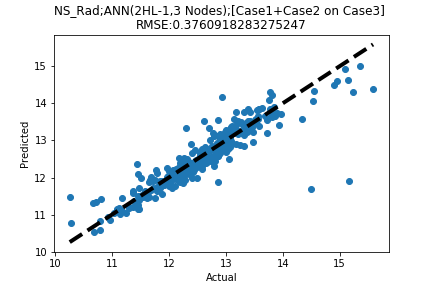 NS_Rad;ANN(2HL-1,3 Nodes);[Case1+Case2 on Case3]
RMSE:0.3760918283275247
15
14
13
12
11
10
Predicted
10 11 12 13 14 15
Actual